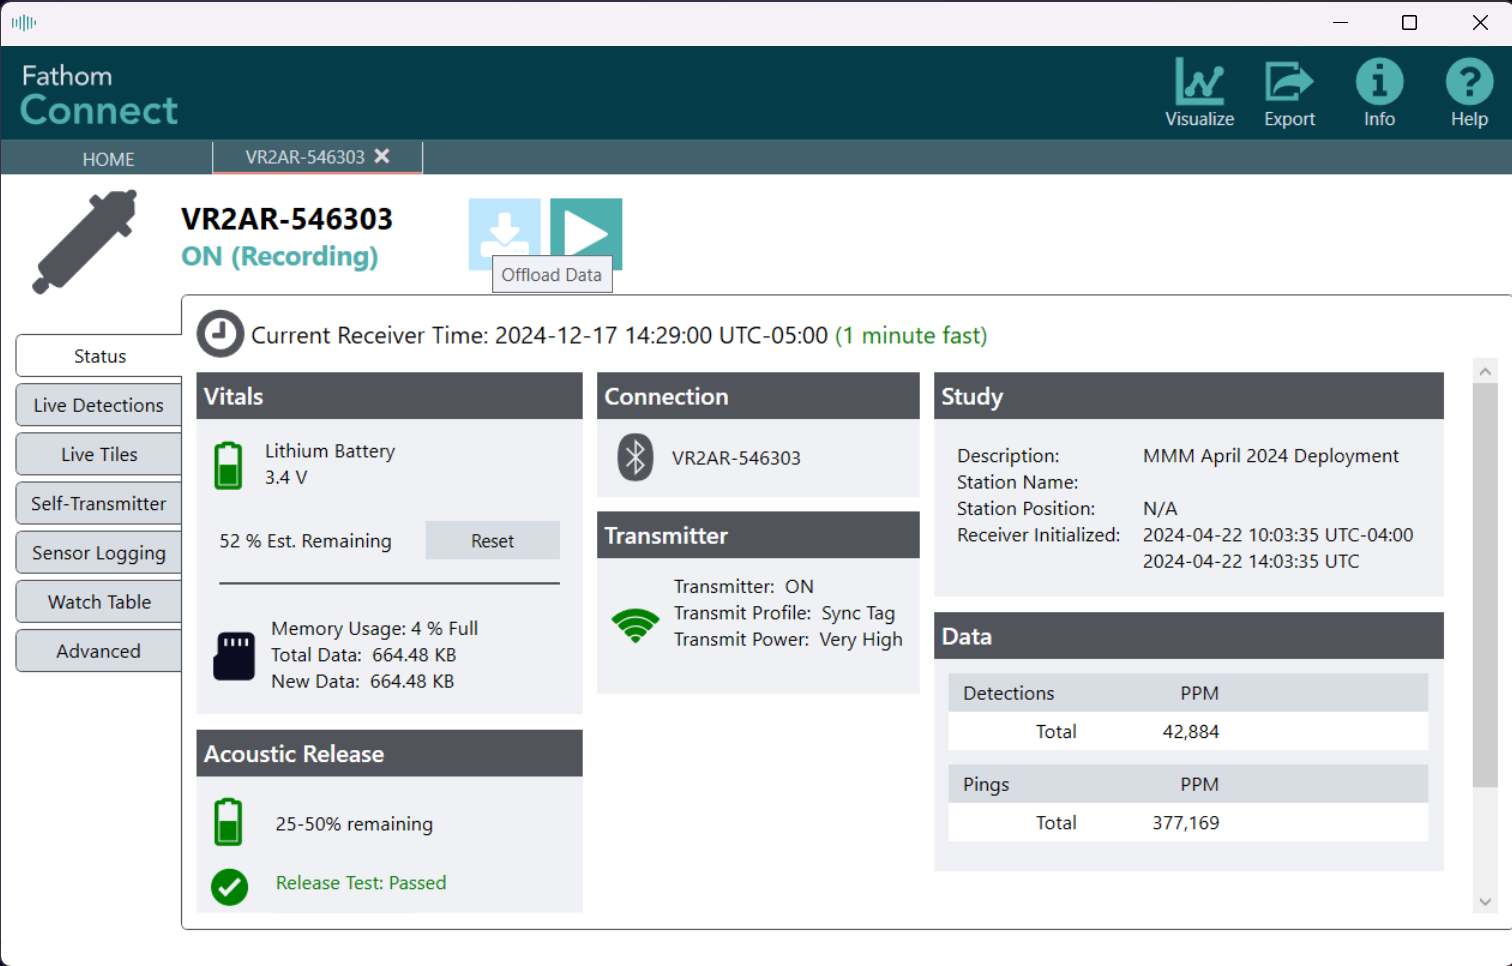 Fathom
Connect
Visualize
Export
Info
Help
HOME
VR2AR-546303
VR2AR-546303
ON (Recording)
Offload Data
Current Receiver Time: 2024-12-17 14:29:00 UTC-05:00 (1 minute fast)
Status
Live Detections
Live Tiles
Self-Transmitter
Sensor Logging
Watch Table
Advanced
Vitals
Lithium Battery
3.4 V
52 % Est. Remaining
Reset
Memory Usage: 4 % Full
Total Data: 664.48 KB
New Data: 664.48 KB
Acoustic Release
25-50% remaining
Release Test: Passed
Connection
VR2AR-546303
Transmitter
Transmitter: ON
Transmit Profile: Sync Tag
Transmit Power: Very High
Study
Description: MMM April 2024 Deployment
Station Name:
Station Position: N/A
Receiver Initialized: 2024-04-22 10:03:35 UTC-04:00
2024-04-22 14:03:35 UTC
Data
Detections PPM
Total 42,884
Pings PPM
Total 377,169